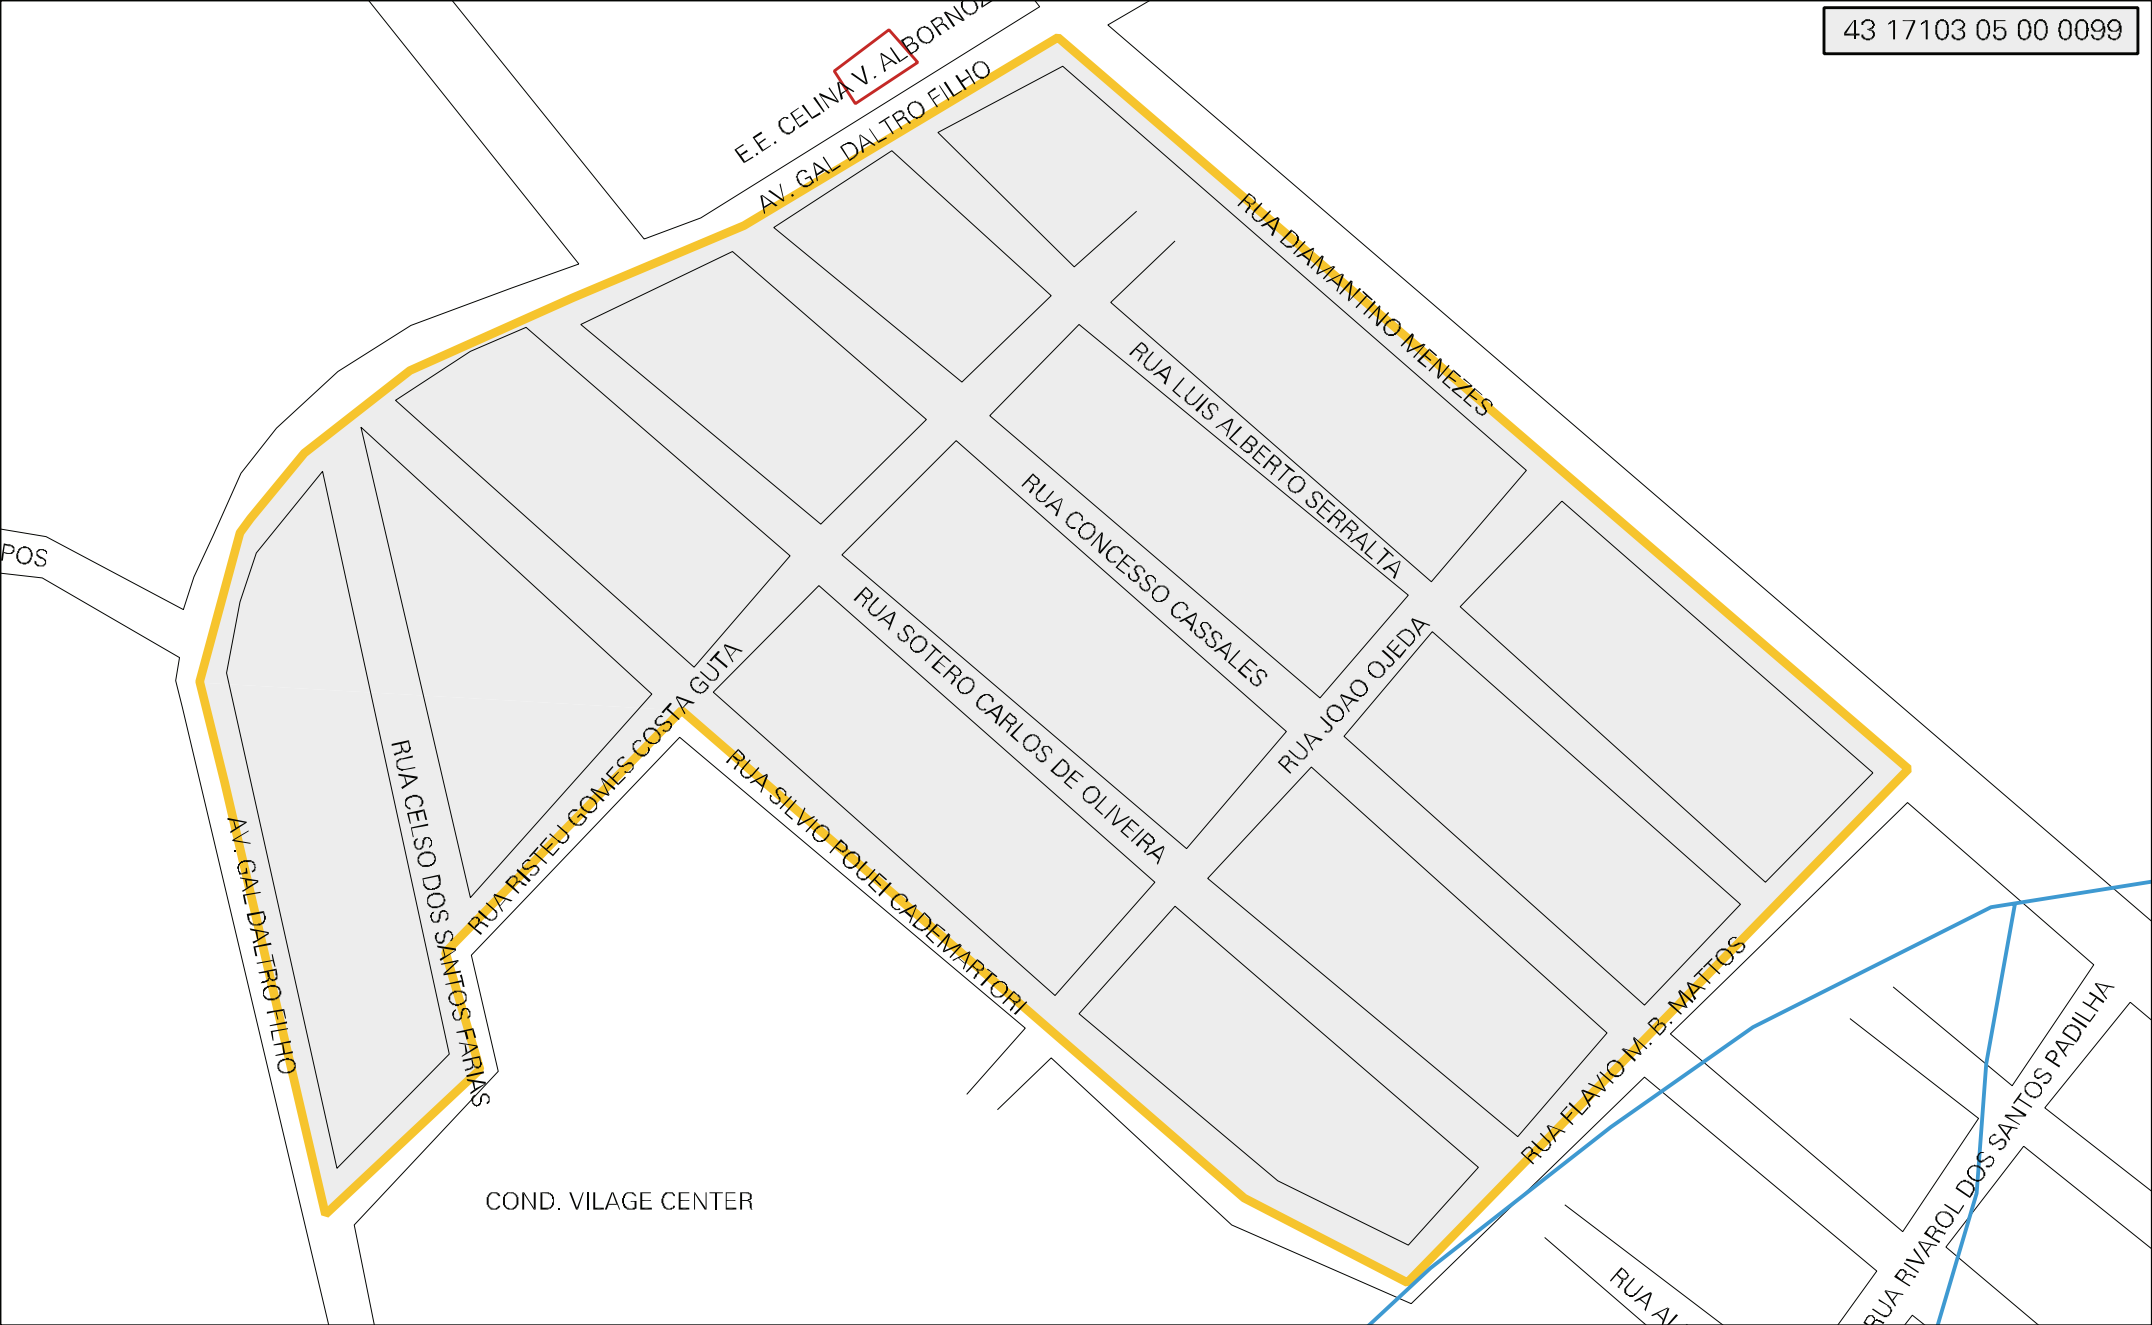 43 17103 05 00 0099
E.E. CELINA V. ALBORNOZ
AV. GAL DALTRO FILHO
RUA DIAMANTINO MENEZES
RUA LUIS ALBERTO SERRALTA
RUA CONCESSO CASSALES
POS
RUA SOTERO CARLOS DE OLIVEIRA
RUA JOAO OJEDA
RUA RISTEU GOMES COSTA GUTA
RUA CELSO DOS SANTOS FARIAS
RUA SILVIO POUEI CADEMARTORI
AV. GAL DALTRO FILHO
RUA FLAVIO M. B. MATTOS
RUA RIVAROL DOS SANTOS PADILHA
COND. VILAGE CENTER
RUA